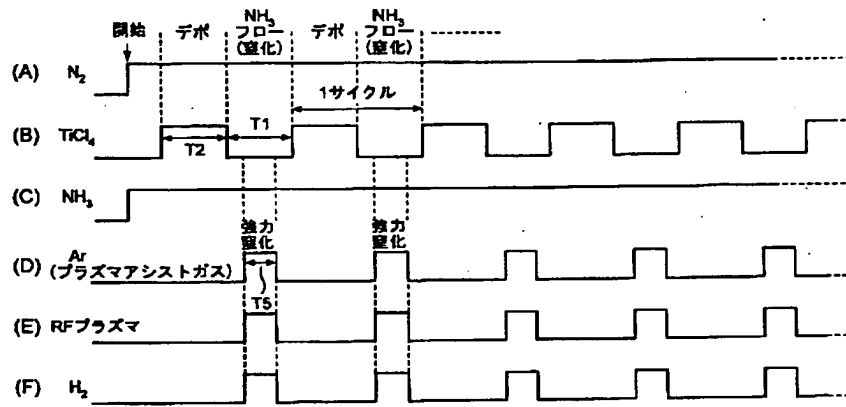 開始
デポ
NH₃
フロー
(窒化)
デポ
NH₃
フロー
(窒化)
(A) N₂
1サイクル
(B) TiCl₄
T2
T1
(C) NH₃
強力
窒化
強力
窒化
(D) Ar
(プラズマアシストガス)
T5
(E) RFプラズマ
(F) H₂